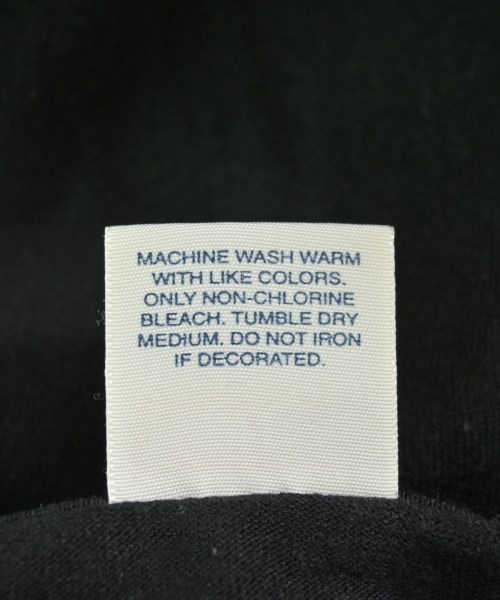 MACHINE WASH WARM
WITH LIKE COLORS.
ONLY NON-CHLORINE
BLEACH. TUMBLE DRY
MEDIUM. DO NOT IRON
IF DECORATED.